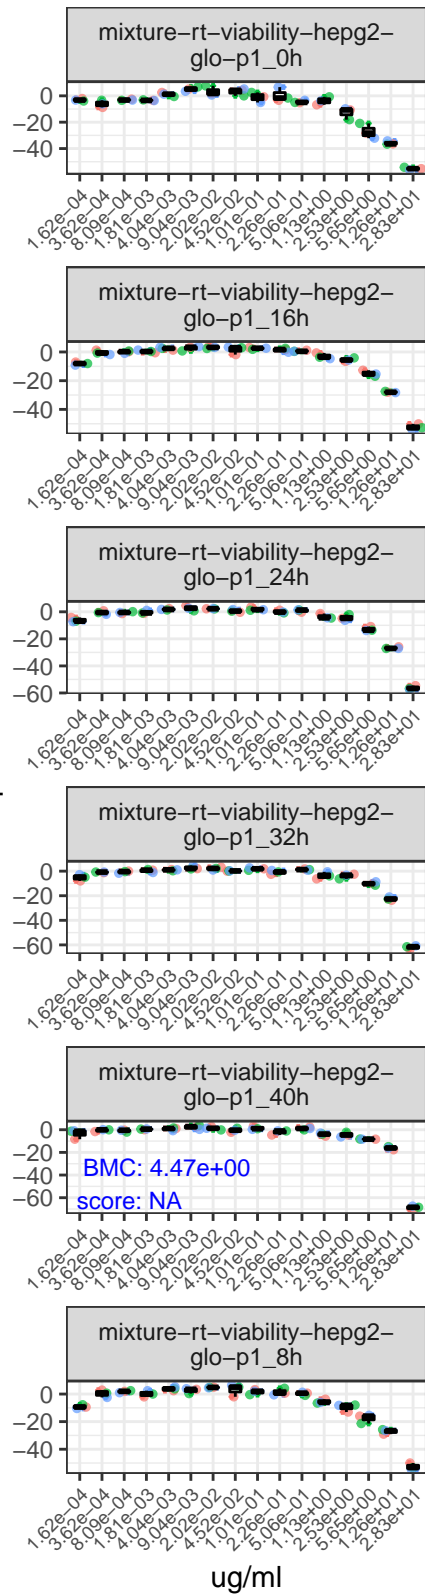 mixture−rt−viability−hepg2−
glo−p1_0h
0
−20
−40
1.62e−04
3.62e−04
8.09e−04
1.81e−03
4.04e−03
9.04e−03
2.02e−02
4.52e−02
1.01e−01
2.26e−01
5.06e−01
1.13e+00
2.53e+00
5.65e+00
1.26e+01
2.83e+01
mixture−rt−viability−hepg2−
glo−p1_16h
0
−20
−40
1.62e−04
3.62e−04
8.09e−04
1.81e−03
4.04e−03
9.04e−03
2.02e−02
4.52e−02
1.01e−01
2.26e−01
5.06e−01
1.13e+00
2.53e+00
5.65e+00
1.26e+01
2.83e+01
mixture−rt−viability−hepg2−
glo−p1_24h
0
−20
−40
−60
1.62e−04
3.62e−04
8.09e−04
1.81e−03
4.04e−03
9.04e−03
2.02e−02
4.52e−02
1.01e−01
2.26e−01
5.06e−01
1.13e+00
2.53e+00
5.65e+00
1.26e+01
2.83e+01
mixture−rt−viability−hepg2−
glo−p1_32h
0
−20
−40
−60
1.62e−04
3.62e−04
8.09e−04
1.81e−03
4.04e−03
9.04e−03
2.02e−02
4.52e−02
1.01e−01
2.26e−01
5.06e−01
1.13e+00
2.53e+00
5.65e+00
1.26e+01
2.83e+01
mixture−rt−viability−hepg2−
glo−p1_40h
0
−20
−40
−60
BMC: 4.47e+00
score: NA
1.62e−04
3.62e−04
8.09e−04
1.81e−03
4.04e−03
9.04e−03
2.02e−02
4.52e−02
1.01e−01
2.26e−01
5.06e−01
1.13e+00
2.53e+00
5.65e+00
1.26e+01
2.83e+01
mixture−rt−viability−hepg2−
glo−p1_8h
0
−20
−40
1.62e−04
3.62e−04
8.09e−04
1.81e−03
4.04e−03
9.04e−03
2.02e−02
4.52e−02
1.01e−01
2.26e−01
5.06e−01
1.13e+00
2.53e+00
5.65e+00
1.26e+01
2.83e+01
ug/ml